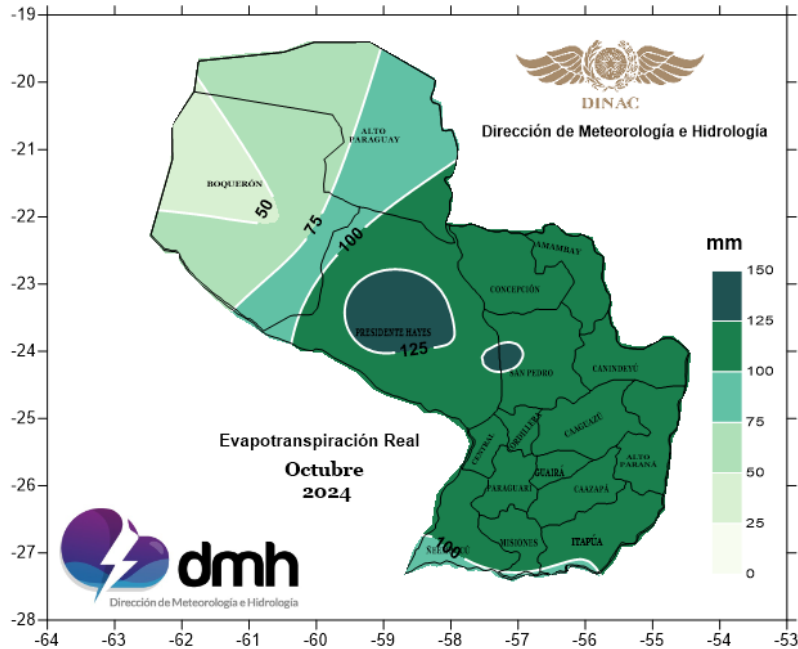 -19
-20
-21
-22
-23
-24
-25
-26
-27
-28
-64
-63
-62
-61
-60
-59
-58
-57
-56
-55
-54
-53
DINAC
Dirección de Meteorología e Hidrología
ALTO
PARAGUAY
BOQUERÓN
50
75
100
AMAMBAY
CONCEPCIÓN
PRESIDENTE HAYES
125
SAN PEDRO
CANINDEYÚ
CAAGUAZÚ
CENTRAL
ORDILLERA
ALTO
PARANÁ
GUAIRÁ
PARAGUARÍ
CAAZAPÁ
MISIONES
ITAPÚA
100
mm
150
125
100
75
50
25
0
Evapotranspiración Real
Octubre
2024
dmh
Dirección de Meteorología e Hidrología